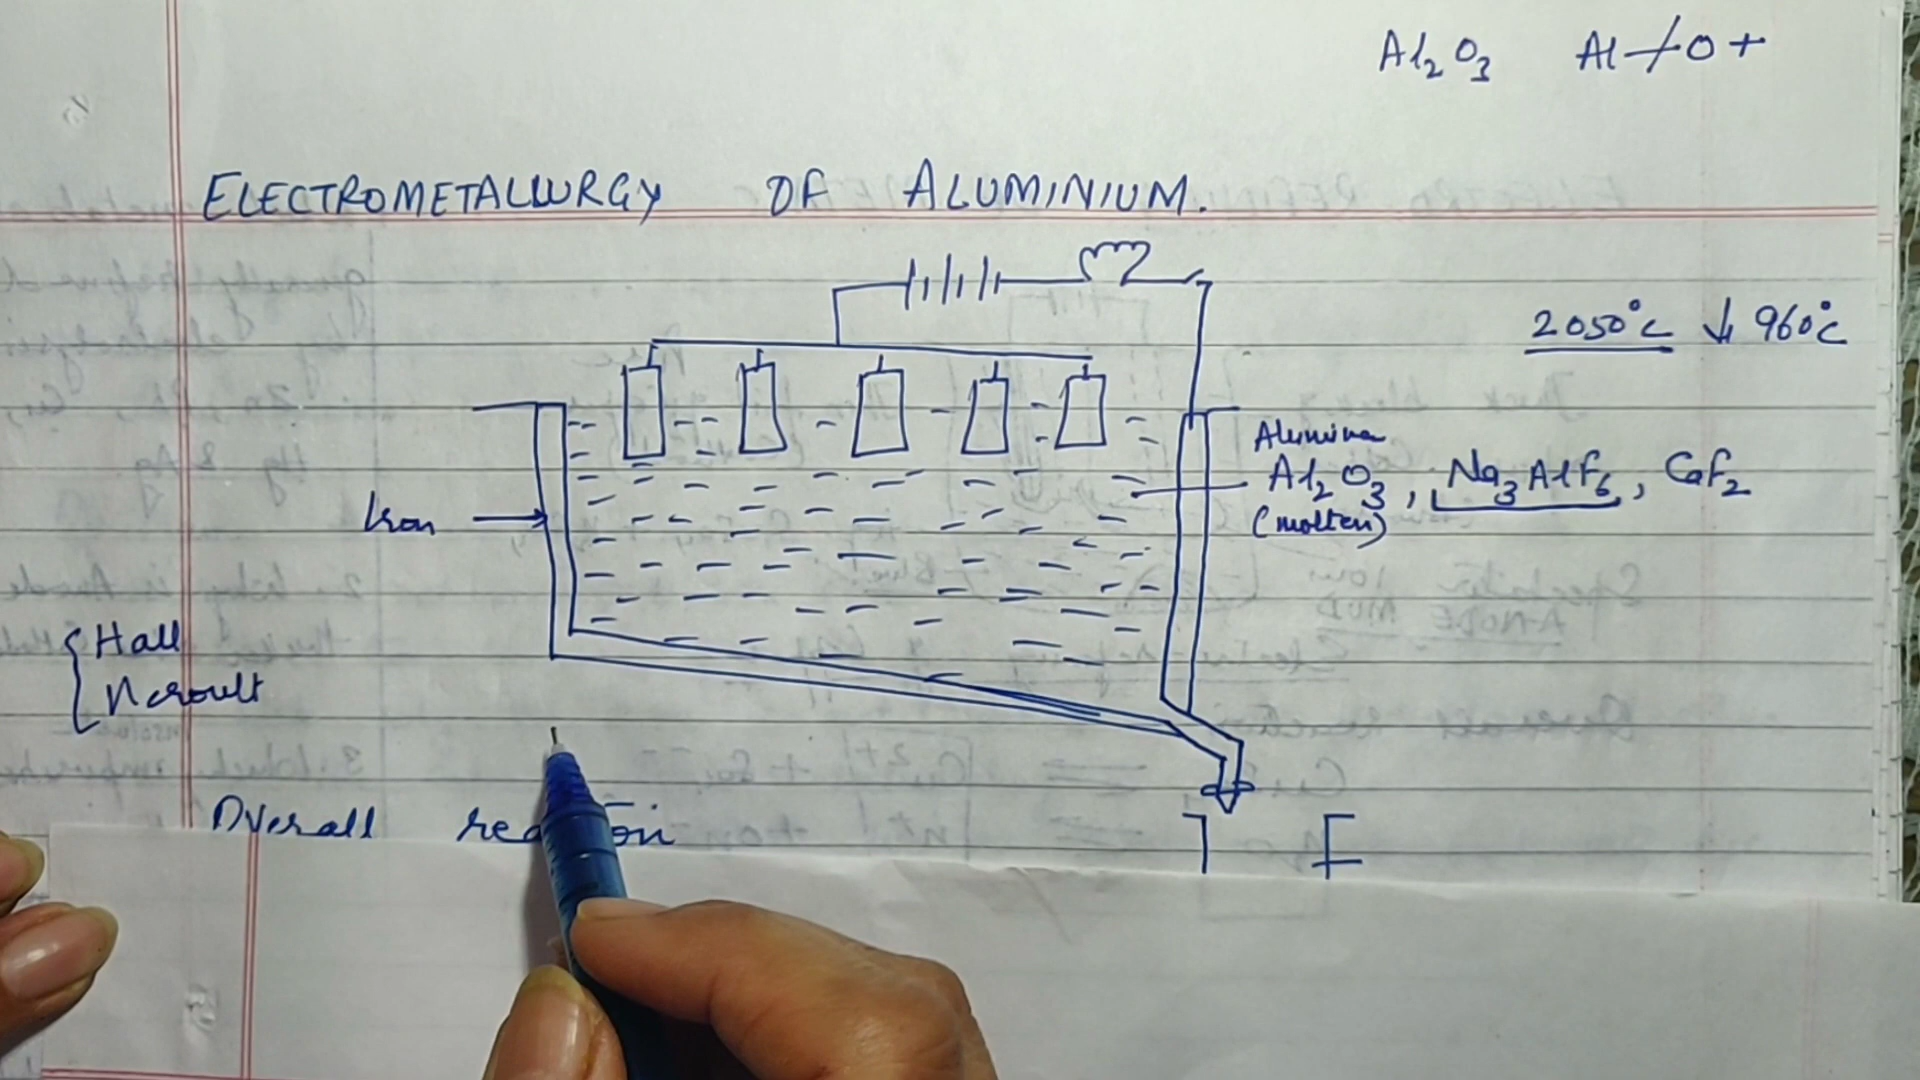 Al₂O₃ Al–/O +
ELECTROMETALLURGY OF ALUMINIUM.
2050°C ↓ 960°C
Alumina
Al₂O₃, Na₃AlF₆, CaF₂
(molten)
Iron
Hall
Heroult
Overall